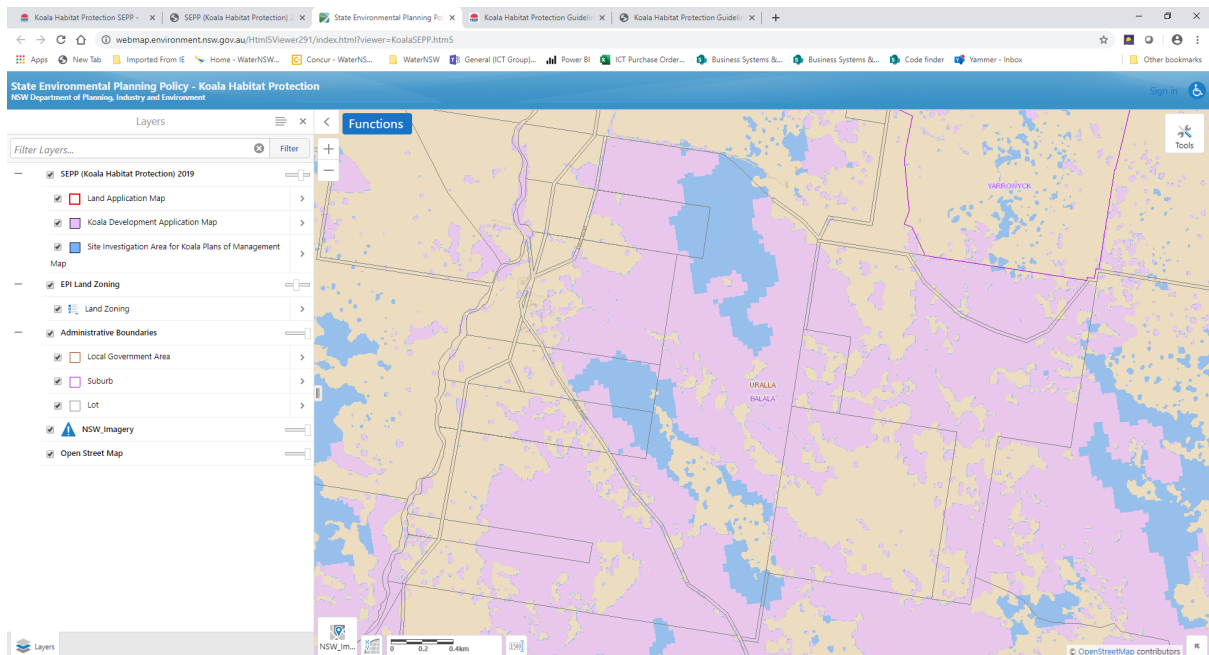 Koala Habitat Protection SEPP -
SEPP (Koala Habitat Protection) 2
State Environmental Planning Po
Koala Habitat Protection Guidelin
Koala Habitat Protection Guidelin
webmap.environment.nsw.gov.au/Html5Viewer291/index.html?viewer=KoalaSEPP.htm5
Apps New Tab Imported From IE Home - WaterNSW... Concur - WaterNS... WaterNSW General (ICT Group)... Power BI ICT Purchase Order... Business Systems &... Business Systems &... Code finder Yammer - Inbox Other bookmarks
State Environmental Planning Policy - Koala Habitat Protection
NSW Department of Planning, Industry and Environment
Sign in
Layers
Filter Layers...
Filter
SEPP (Koala Habitat Protection) 2019
Land Application Map
Koala Development Application Map
Site Investigation Area for Koala Plans of Management
Map
EPI Land Zoning
Land Zoning
Administrative Boundaries
Local Government Area
Suburb
Lot
NSW_Imagery
Open Street Map
Layers
Functions
Tools
YARROWYCK
URALLA
BALALA
NSW_Im...
0 0.2 0.4km
© OpenStreetMap contributors